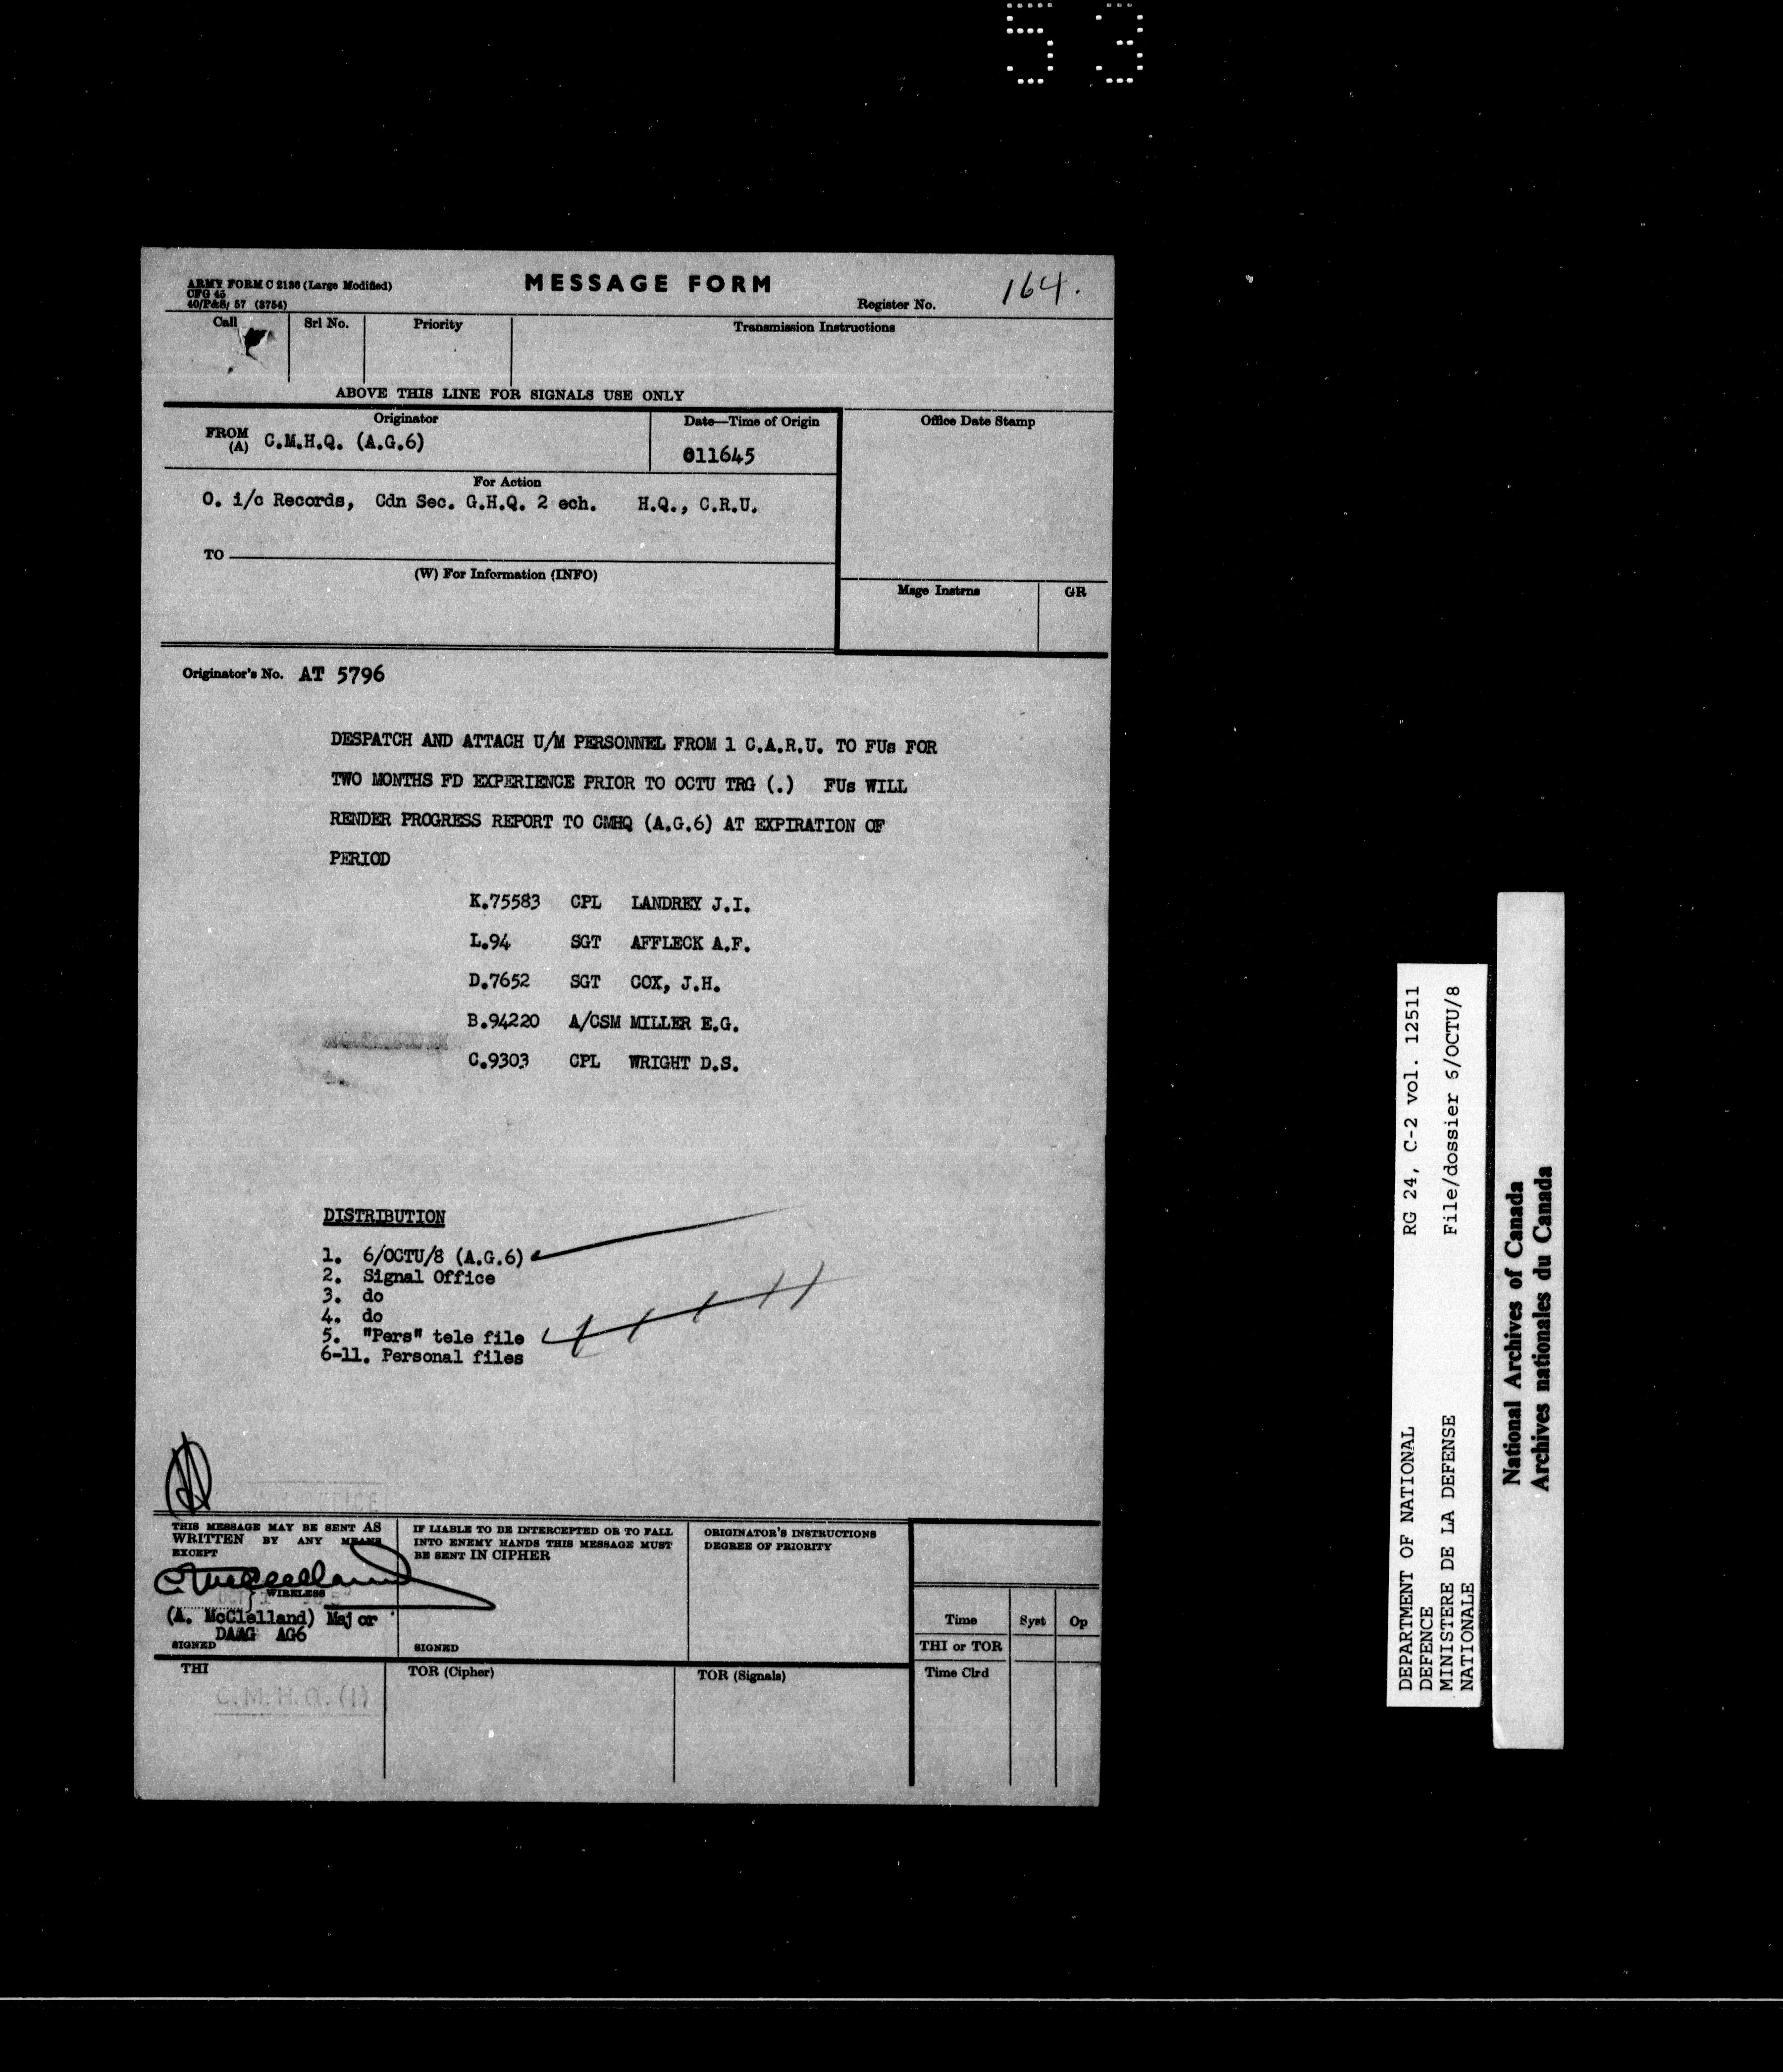 53
ARMY FORM C 2136 (Large Modified)
CFG 45
40/P&S/ 57 (3754)
MESSAGE FORM
Register No.
164.
Call
Srl No.
Priority
Transmission Instructions
ABOVE THIS LINE FOR SIGNALS USE ONLY
Originator
Date—Time of Origin
Office Date Stamp
FROM
(A) C.M.H.Q. (A.G.6)
011645
For Action
O. i/c Records, Cdn Sec. G.H.Q. 2 ech. H.Q., C.R.U.
TO
(W) For Information (INFO)
Msge Instrns
GR
Originator's No. AT 5796
DESPATCH AND ATTACH U/M PERSONNEL FROM 1 C.A.R.U. TO FUs FOR
TWO MONTHS FD EXPERIENCE PRIOR TO OCTU TRG (.) FUs WILL
RENDER PROGRESS REPORT TO CMHQ (A.G.6) AT EXPIRATION OF
PERIOD
K.75583 CPL LANDREY J.I.
L.94 SGT AFFLECK A.F.
D.7652 SGT COX, J.H.
B.94220 A/CSM MILLER E.G.
C.9303 CPL WRIGHT D.S.
DISTRIBUTION
1. 6/OCTU/8 (A.G.6)
2. Signal Office
3. do
4. do
5. "Pers" tele file
6-11. Personal files
THIS MESSAGE MAY BE SENT AS
WRITTEN BY ANY MEANS
EXCEPT
WIRELESS
(A. McClelland) Major
DAAG AG6
SIGNED
IF LIABLE TO BE INTERCEPTED OR TO FALL
INTO ENEMY HANDS THIS MESSAGE MUST
BE SENT IN CIPHER
SIGNED
ORIGINATOR'S INSTRUCTIONS
DEGREE OF PRIORITY
Time
Syst
Op
THI or TOR
Time Clrd
THI
C.M.H.Q. (1)
TOR (Cipher)
TOR (Signals)
DEPARTMENT OF NATIONAL
DEFENCE
MINISTERE DE LA DEFENSE
NATIONALE
RG 24, C-2 vol. 12511
File/dossier 6/OCTU/8
National Archives of Canada
Archives nationales du Canada